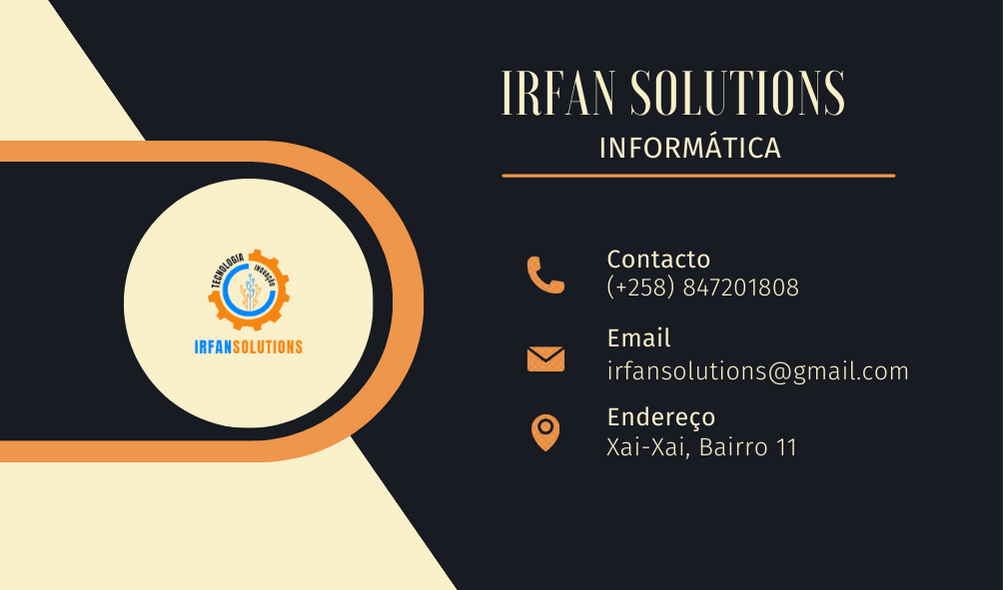 IRFAN SOLUTIONS
INFORMÁTICA
TECNOLOGIA
INOVAÇÃO
IRFANSOLUTIONS
Contacto
(+258) 847201808
Email
irfansolutions@gmail.com
Endereço
Xai-Xai, Bairro 11